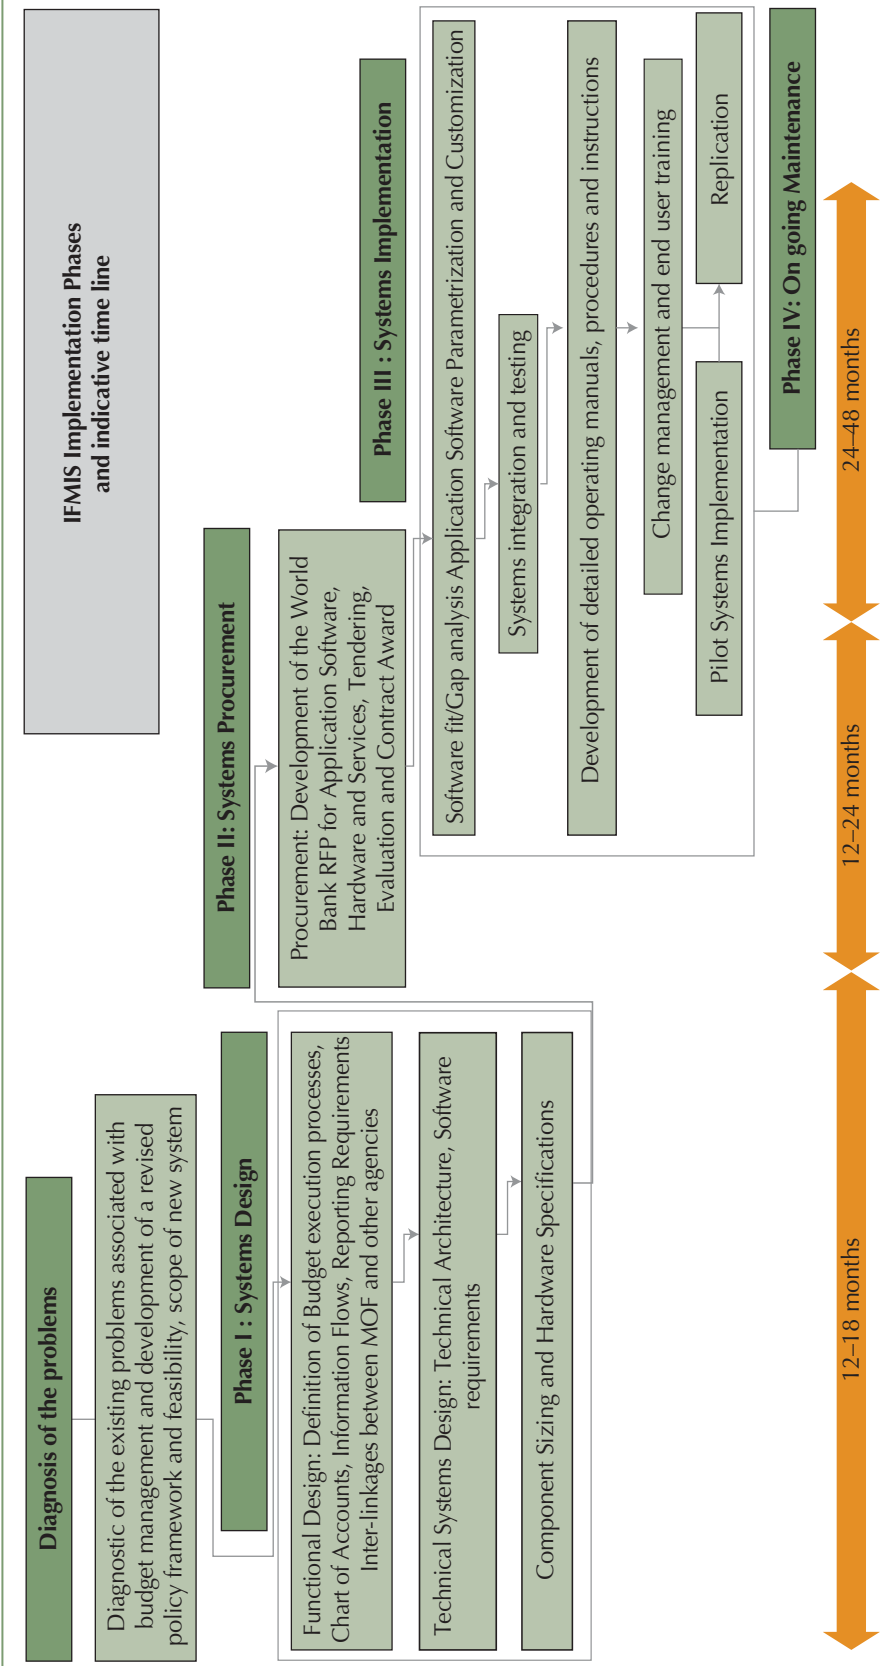 IFMIS Implementation Phases
and indicative time line
Diagnosis of the problems
Diagnostic of the existing problems associated with
budget management and development of a revised
policy framework and feasibility, scope of new system
Phase I : Systems Design
Functional Design: Definition of Budget execution processes,
Chart of Accounts, Information Flows, Reporting Requirements
Inter-linkages between MOF and other agencies
Technical Systems Design: Technical Architecture, Software
requirements
Component Sizing and Hardware Specifications
Phase II: Systems Procurement
Procurement: Development of the World
Bank RFP for Application Software,
Hardware and Services, Tendering,
Evaluation and Contract Award
Phase III : Systems Implementation
Software fit/Gap analysis Application Software Parametrization and Customization
Systems integration and testing
Development of detailed operating manuals, procedures and instructions
Change management and end user training
Pilot Systems Implementation
Replication
Phase IV: On going Maintenance
12–18 months
12–24 months
24–48 months